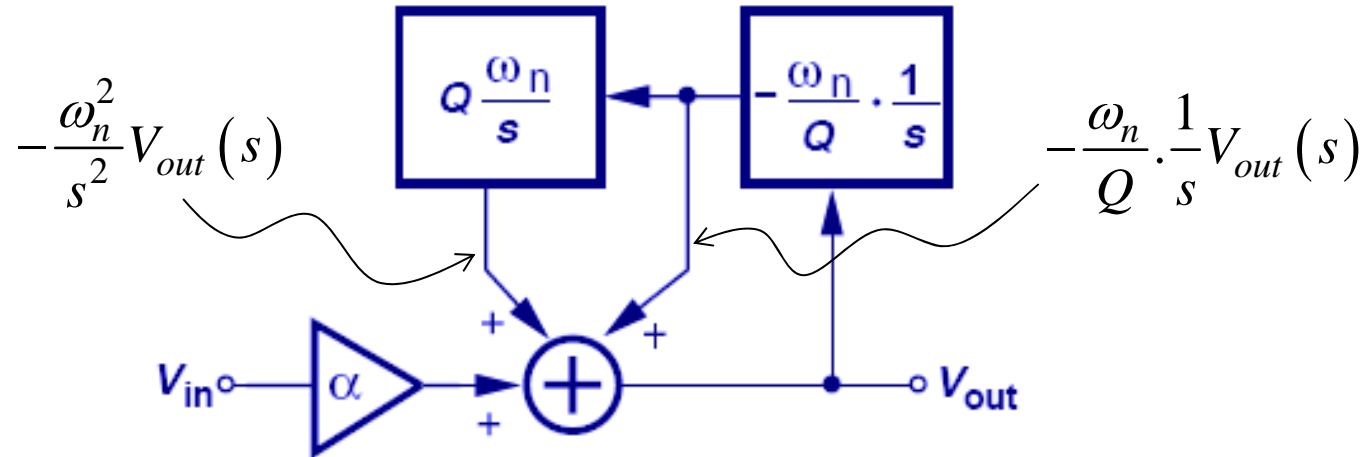 Q ωn/s
-ωn/Q · 1/s
-ωn²/s² Vout(s)
-ωn/Q . 1/s Vout(s)
+
+
Vin
α
+
+
Vout